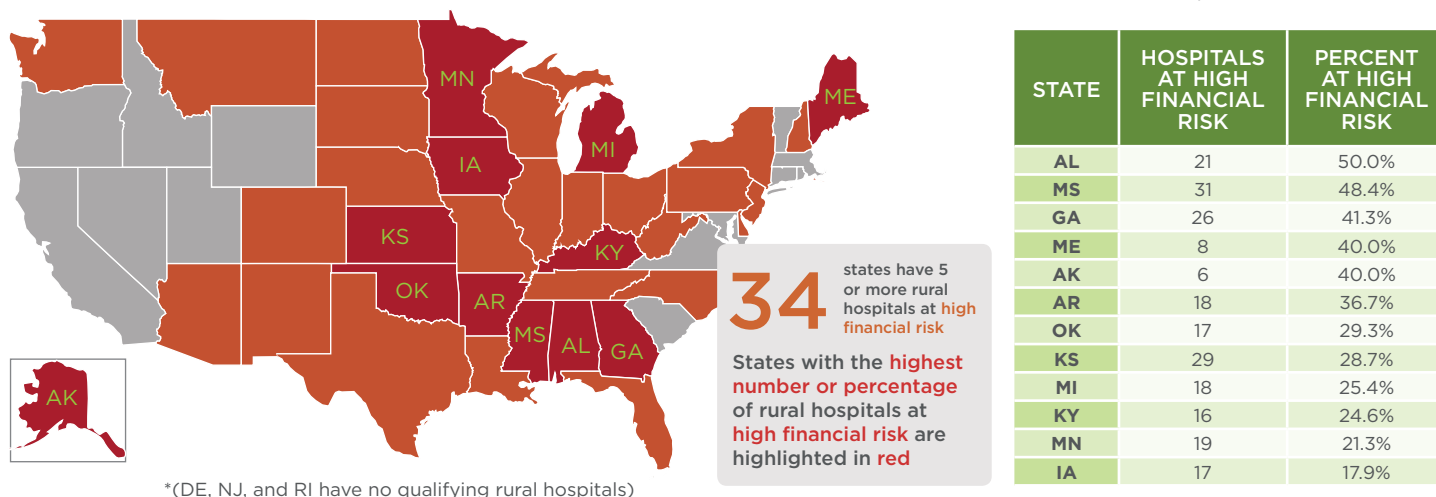 MN
ME
MI
IA
KS
KY
OK
AR
MS
AL
GA
AK
34
states have 5
or more rural
hospitals at high
financial risk
States with the highest
number or percentage
of rural hospitals at
high financial risk are
highlighted in red
*(DE, NJ, and RI have no qualifying rural hospitals)
STATE HOSPITALS AT HIGH FINANCIAL RISK PERCENT AT HIGH FINANCIAL RISK
AL 21 50.0%
MS 31 48.4%
GA 26 41.3%
ME 8 40.0%
AK 6 40.0%
AR 18 36.7%
OK 17 29.3%
KS 29 28.7%
MI 18 25.4%
KY 16 24.6%
MN 19 21.3%
IA 17 17.9%